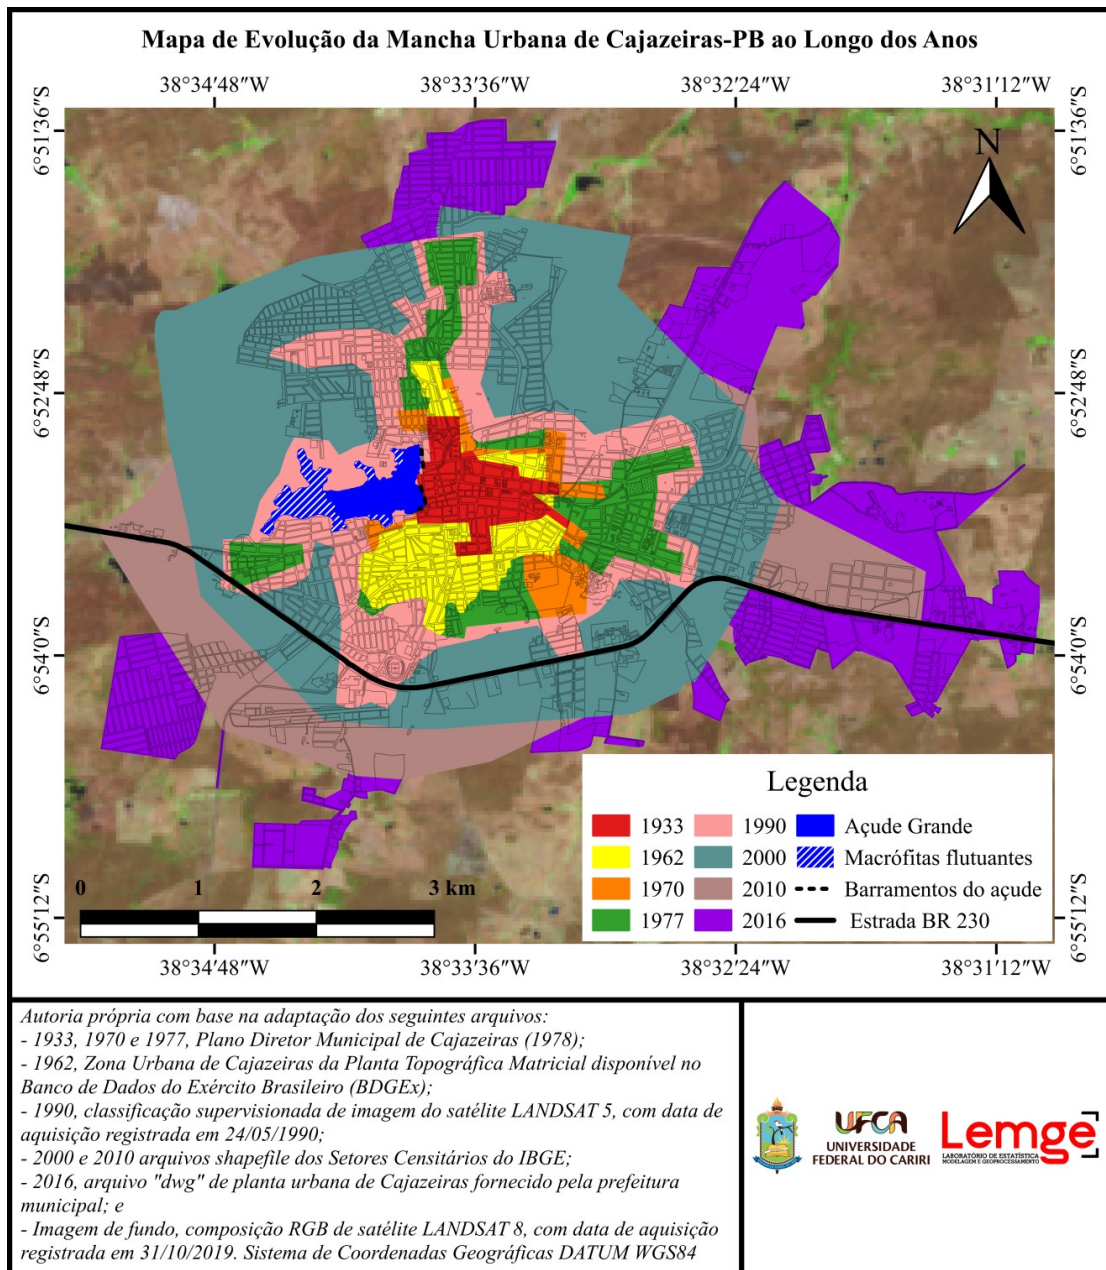 Mapa de Evolução da Mancha Urbana de Cajazeiras-PB ao Longo dos Anos
38°34'48"W 38°33'36"W 38°32'24"W 38°31'12"W
6°51'36"S 6°51'36"S
N
6°52'48"S 6°52'48"S
6°54'0"S 6°54'0"S
Legenda
1933 1990 Açude Grande
1962 2000 Macrófitas flutuantes
1970 2010 Barramentos do açude
1977 2016 Estrada BR 230
0 1 2 3 km
6°55'12"S 6°55'12"S
38°34'48"W 38°33'36"W 38°32'24"W 38°31'12"W
Autoria própria com base na adaptação dos seguintes arquivos:
- 1933, 1970 e 1977, Plano Diretor Municipal de Cajazeiras (1978);
- 1962, Zona Urbana de Cajazeiras da Planta Topográfica Matricial disponível no
Banco de Dados do Exército Brasileiro (BDGEx);
- 1990, classificação supervisionada de imagem do satélite LANDSAT 5, com data de
aquisição registrada em 24/05/1990;
- 2000 e 2010 arquivos shapefile dos Setores Censitários do IBGE;
- 2016, arquivo "dwg" de planta urbana de Cajazeiras fornecido pela prefeitura
municipal; e
- Imagem de fundo, composição RGB de satélite LANDSAT 8, com data de aquisição
registrada em 31/10/2019. Sistema de Coordenadas Geográficas DATUM WGS84
UFCA
UNIVERSIDADE
FEDERAL DO CARIRI
Lemge
LABORATÓRIO DE ESTATÍSTICA
MODELAGEM E GEOPROCESSAMENTO